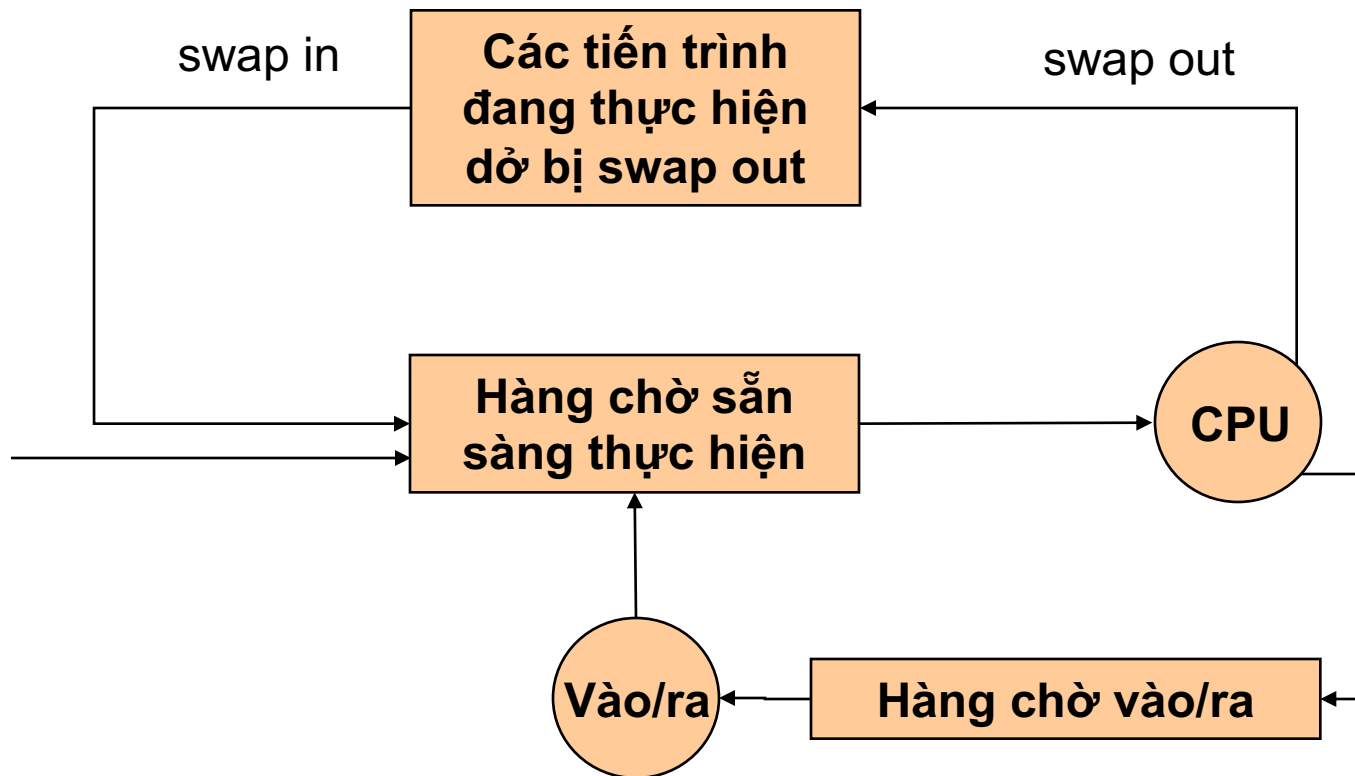 swap in
Các tiến trình
đang thực hiện
dở bị swap out
swap out
Hàng chờ sẵn
sàng thực hiện
CPU
Vào/ra
Hàng chờ vào/ra